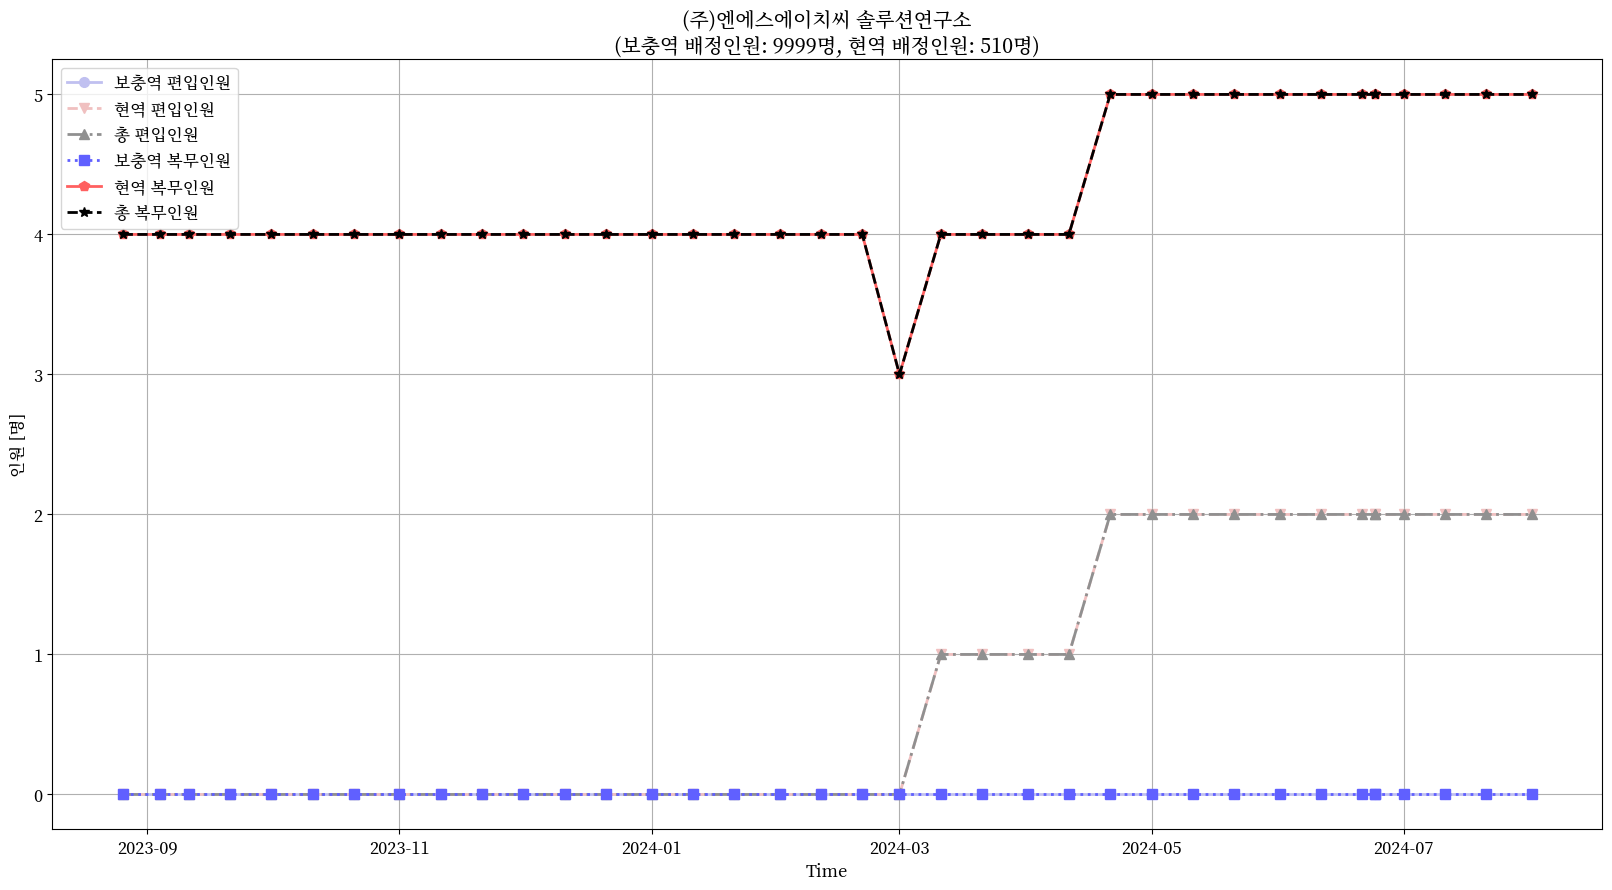 (주)엔에스에이치씨 솔루션연구소
(보충역 배정인원: 9999명, 현역 배정인원: 510명)
보충역 편입인원
현역 편입인원
총 편입인원
보충역 복무인원
현역 복무인원
총 복무인원
5
4
3
2
1
0
인원 [명]
2023-09
2023-11
2024-01
2024-03
2024-05
2024-07
Time